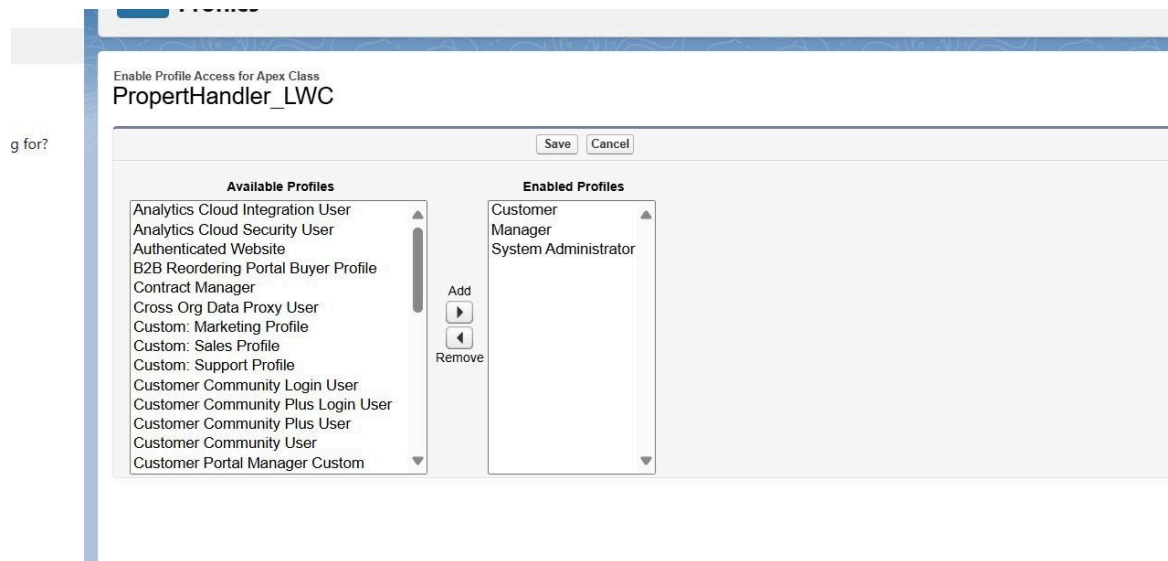 Profiles
Enable Profile Access for Apex Class
PropertHandler_LWC
g for?
Save Cancel
Available Profiles
Enabled Profiles
Analytics Cloud Integration User
Analytics Cloud Security User
Authenticated Website
B2B Reordering Portal Buyer Profile
Contract Manager
Cross Org Data Proxy User
Custom: Marketing Profile
Custom: Sales Profile
Custom: Support Profile
Customer Community Login User
Customer Community Plus Login User
Customer Community Plus User
Customer Community User
Customer Portal Manager Custom
Add
Remove
Customer
Manager
System Administrator